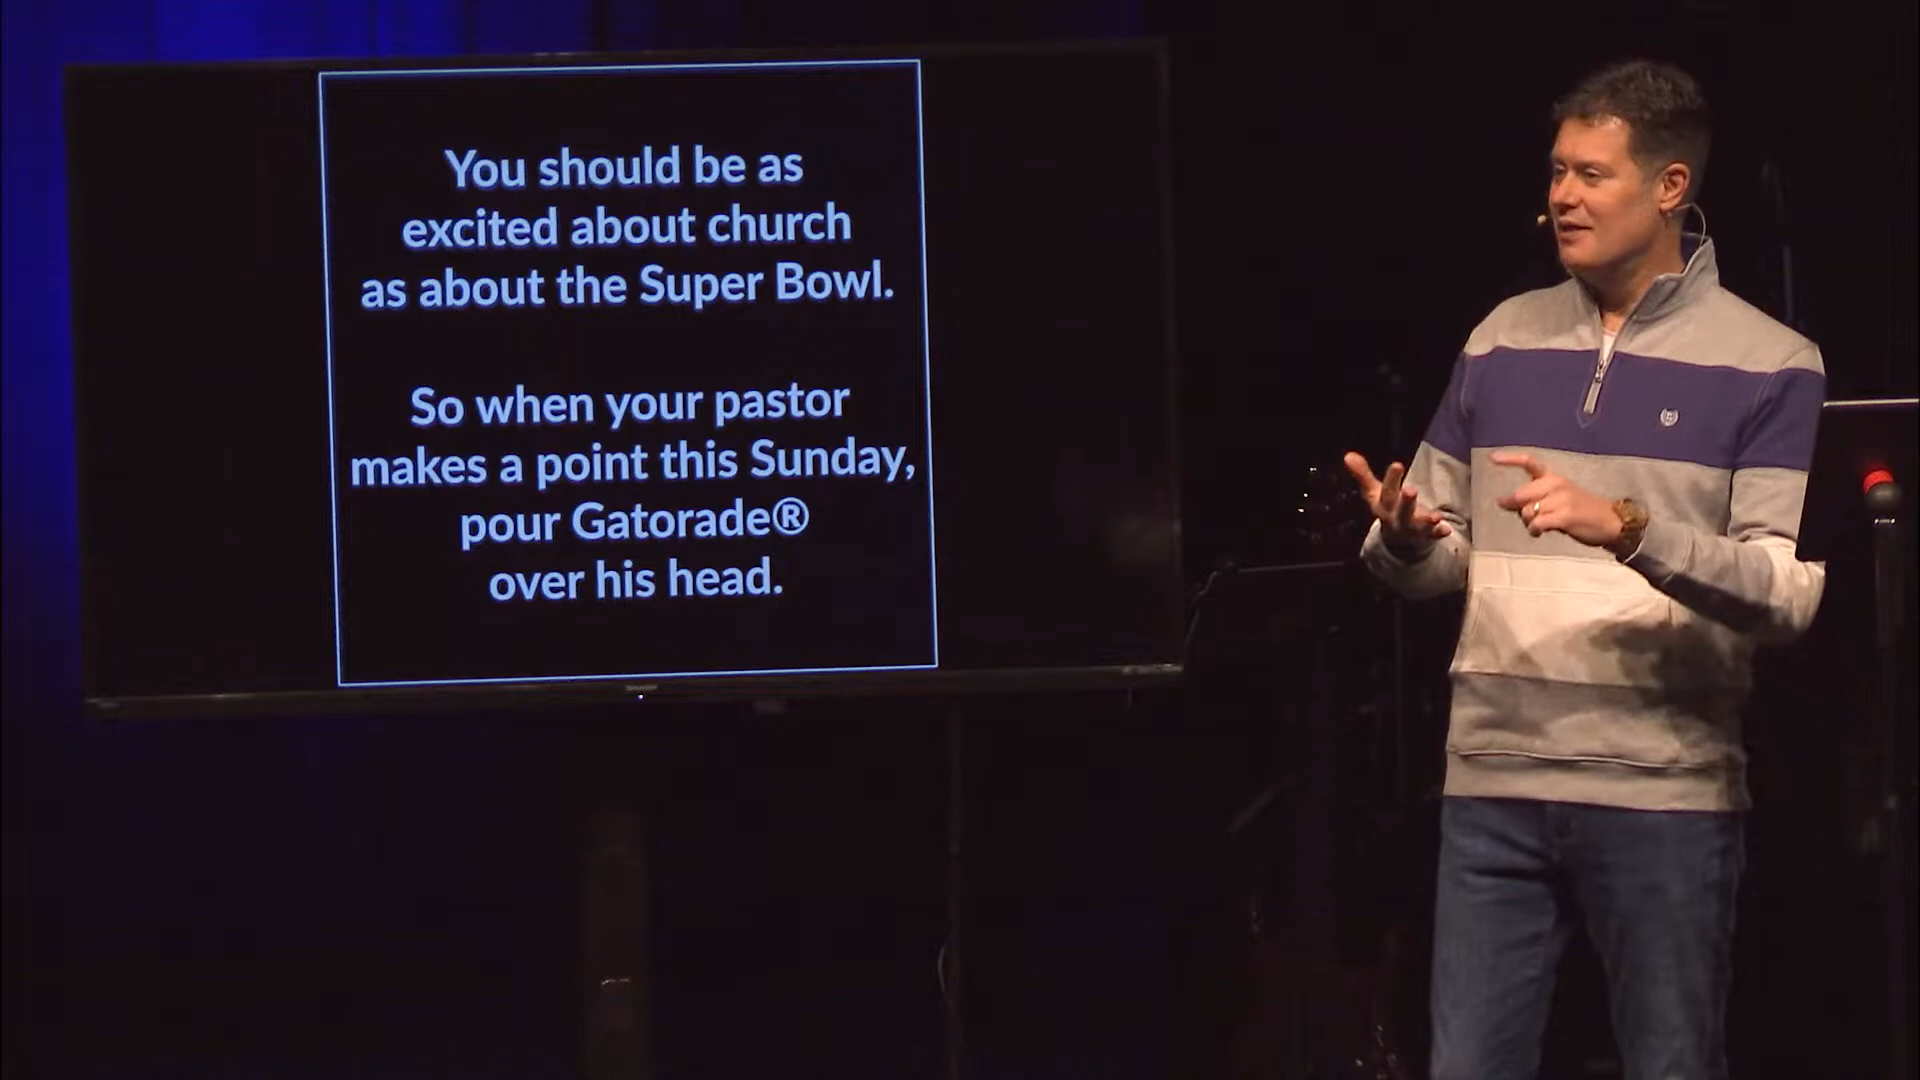 You should be as
excited about church
as about the Super Bowl.
So when your pastor
makes a point this Sunday,
pour Gatorade®
over his head.